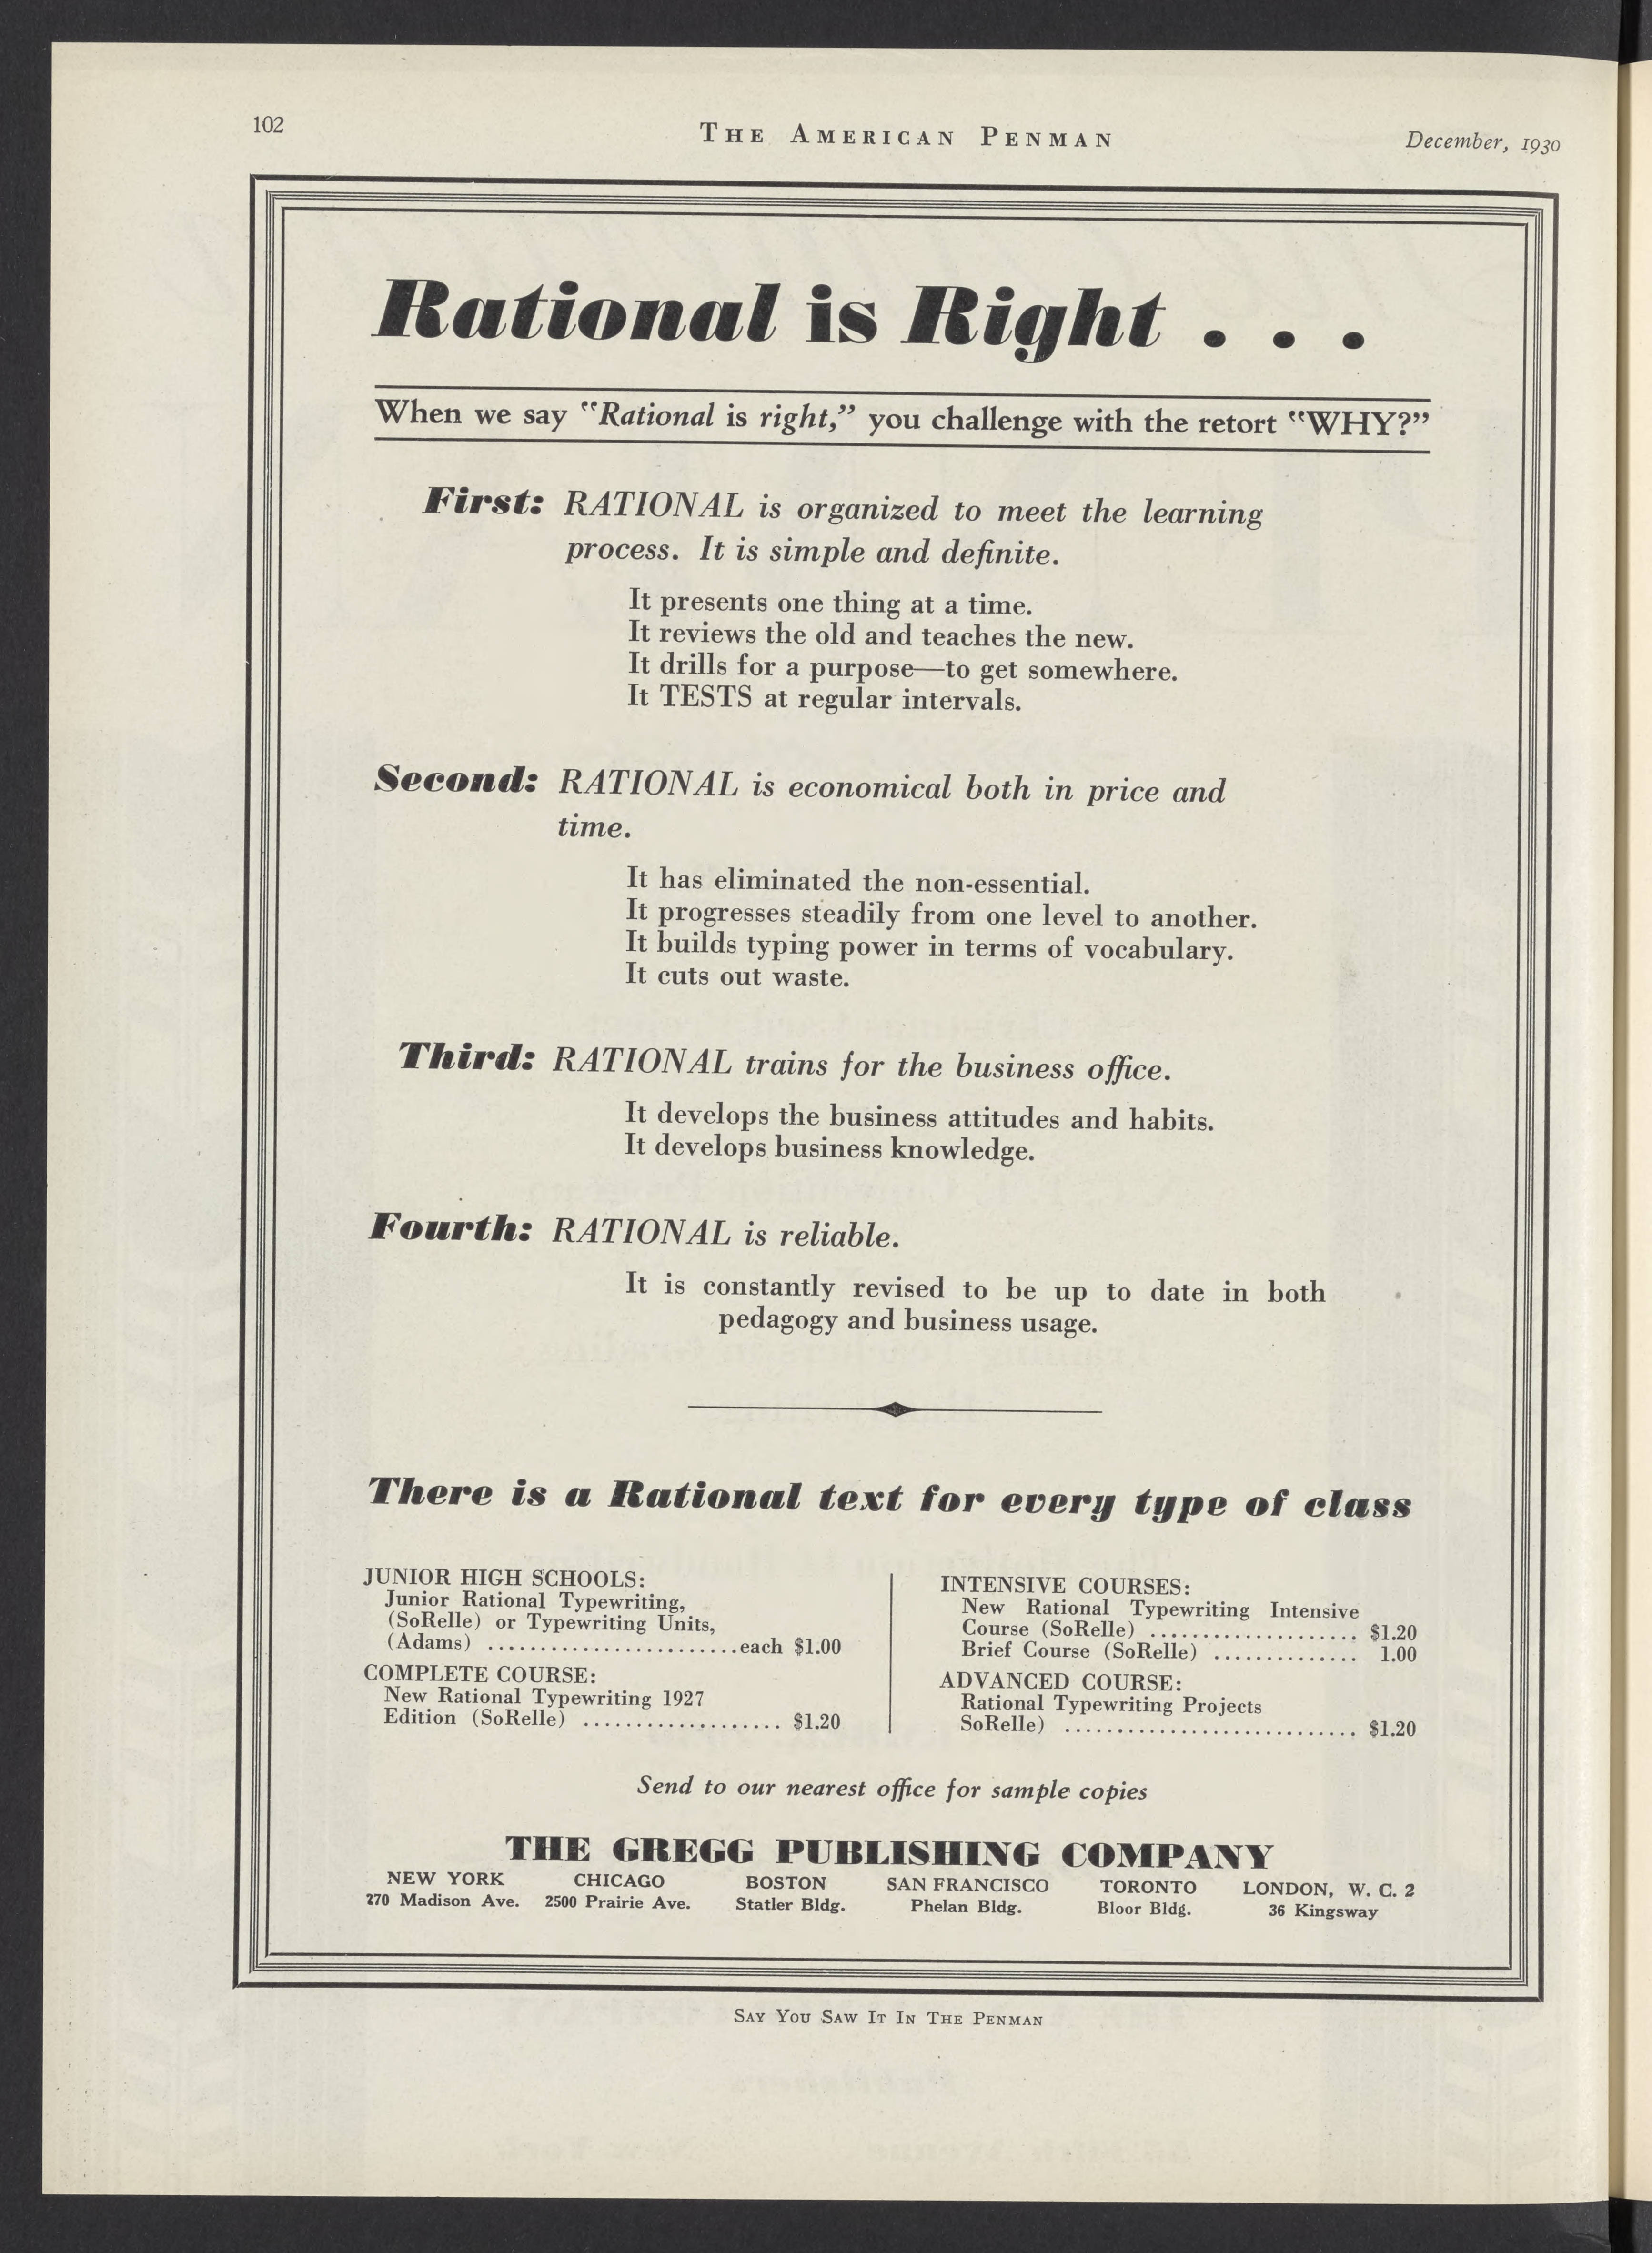 102
THE AMERICAN PENMAN
December, 1930
Rational is Right . . .
When we say "Rational is right," you challenge with the retort "WHY?"
First: RATIONAL is organized to meet the learning
process. It is simple and definite.
It presents one thing at a time.
It reviews the old and teaches the new.
It drills for a purpose—to get somewhere.
It TESTS at regular intervals.
Second: RATIONAL is economical both in price and
time.
It has eliminated the non-essential.
It progresses steadily from one level to another.
It builds typing power in terms of vocabulary.
It cuts out waste.
Third: RATIONAL trains for the business office.
It develops the business attitudes and habits.
It develops business knowledge.
Fourth: RATIONAL is reliable.
It is constantly revised to be up to date in both
pedagogy and business usage.
There is a Rational text for every type of class
JUNIOR HIGH SCHOOLS:
Junior Rational Typewriting,
(SoRelle) or Typewriting Units,
(Adams) ........................each $1.00
COMPLETE COURSE:
New Rational Typewriting 1927
Edition (SoRelle) ................... $1.20
INTENSIVE COURSES:
New Rational Typewriting Intensive
Course (SoRelle) .................... $1.20
Brief Course (SoRelle) .............. 1.00
ADVANCED COURSE:
Rational Typewriting Projects
SoRelle) ............................ $1.20
Send to our nearest office for sample copies
THE GREGG PUBLISHING COMPANY
NEW YORK CHICAGO BOSTON SAN FRANCISCO TORONTO LONDON, W. C. 2
270 Madison Ave. 2500 Prairie Ave. Statler Bldg. Phelan Bldg. Bloor Bldg. 36 Kingsway
SAY YOU SAW IT IN THE PENMAN